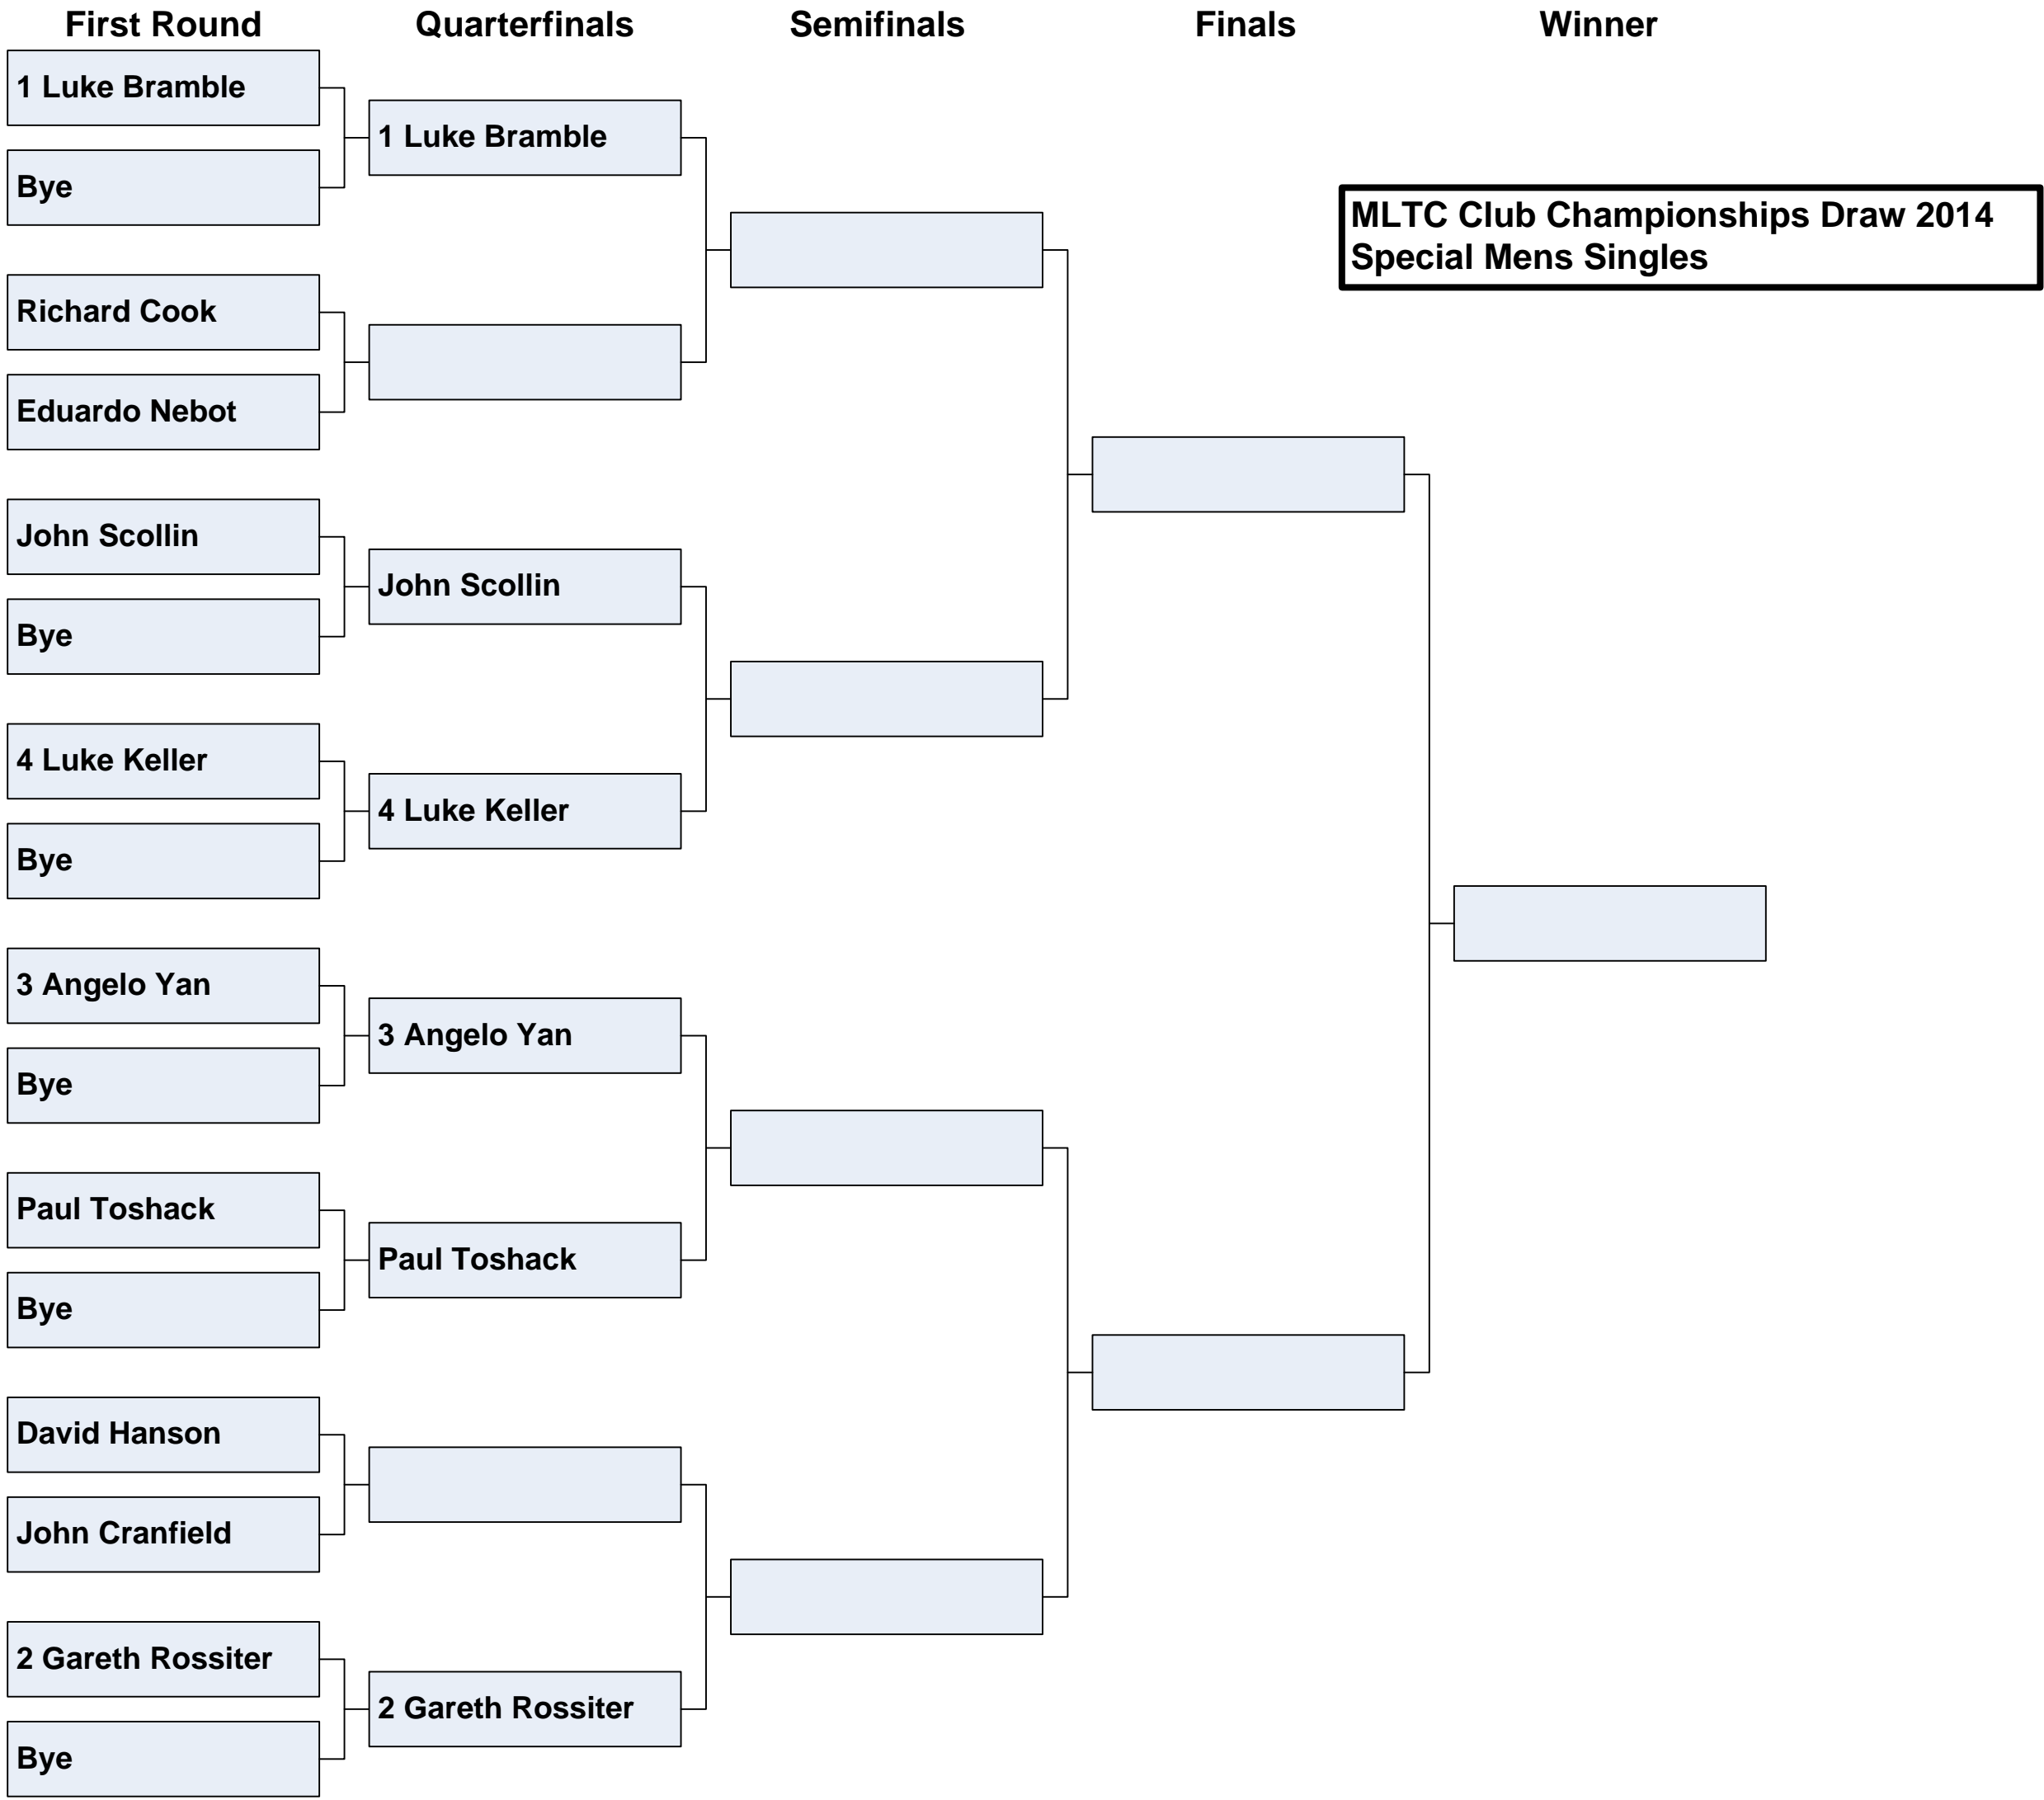 First Round
Quarterfinals
Semifinals
Finals
Winner
1 Luke Bramble
Bye
Richard Cook
Eduardo Nebot
John Scollin
Bye
4 Luke Keller
Bye
3 Angelo Yan
Bye
Paul Toshack
Bye
David Hanson
John Cranfield
2 Gareth Rossiter
Bye
1 Luke Bramble
John Scollin
4 Luke Keller
3 Angelo Yan
Paul Toshack
2 Gareth Rossiter
MLTC Club Championships Draw 2014
Special Mens Singles